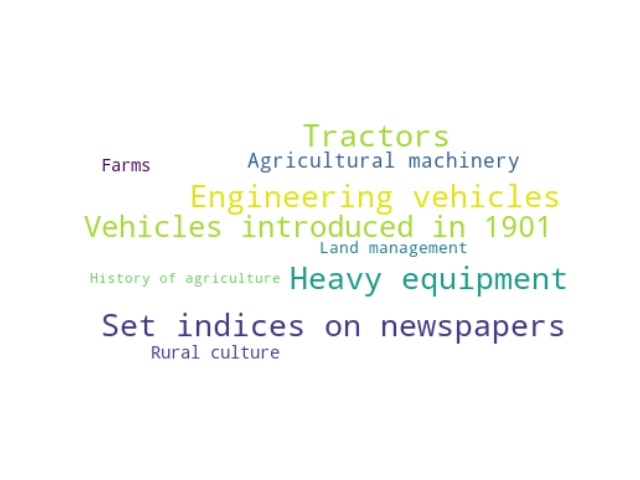 Tractors
Farms
Agricultural machinery
Engineering vehicles
Vehicles introduced in 1901
Land management
History of agriculture
Heavy equipment
Set indices on newspapers
Rural culture